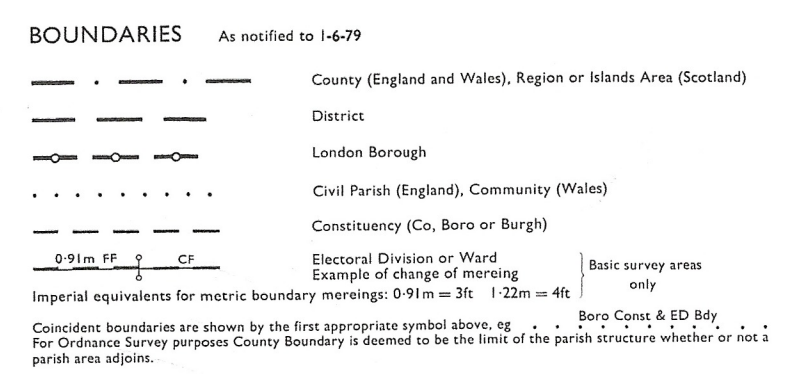 BOUNDARIES As notified to 1-6-79
County (England and Wales), Region or Islands Area (Scotland)
District
London Borough
Civil Parish (England), Community (Wales)
Constituency (Co, Boro or Burgh)
0·91m FF CF Electoral Division or Ward
Example of change of mereing
Basic survey areas
only
Imperial equivalents for metric boundary mereings: 0·91m = 3ft 1·22m = 4ft
Boro Const & ED Bdy
Coincident boundaries are shown by the first appropriate symbol above, eg
For Ordnance Survey purposes County Boundary is deemed to be the limit of the parish structure whether or not a
parish area adjoins.